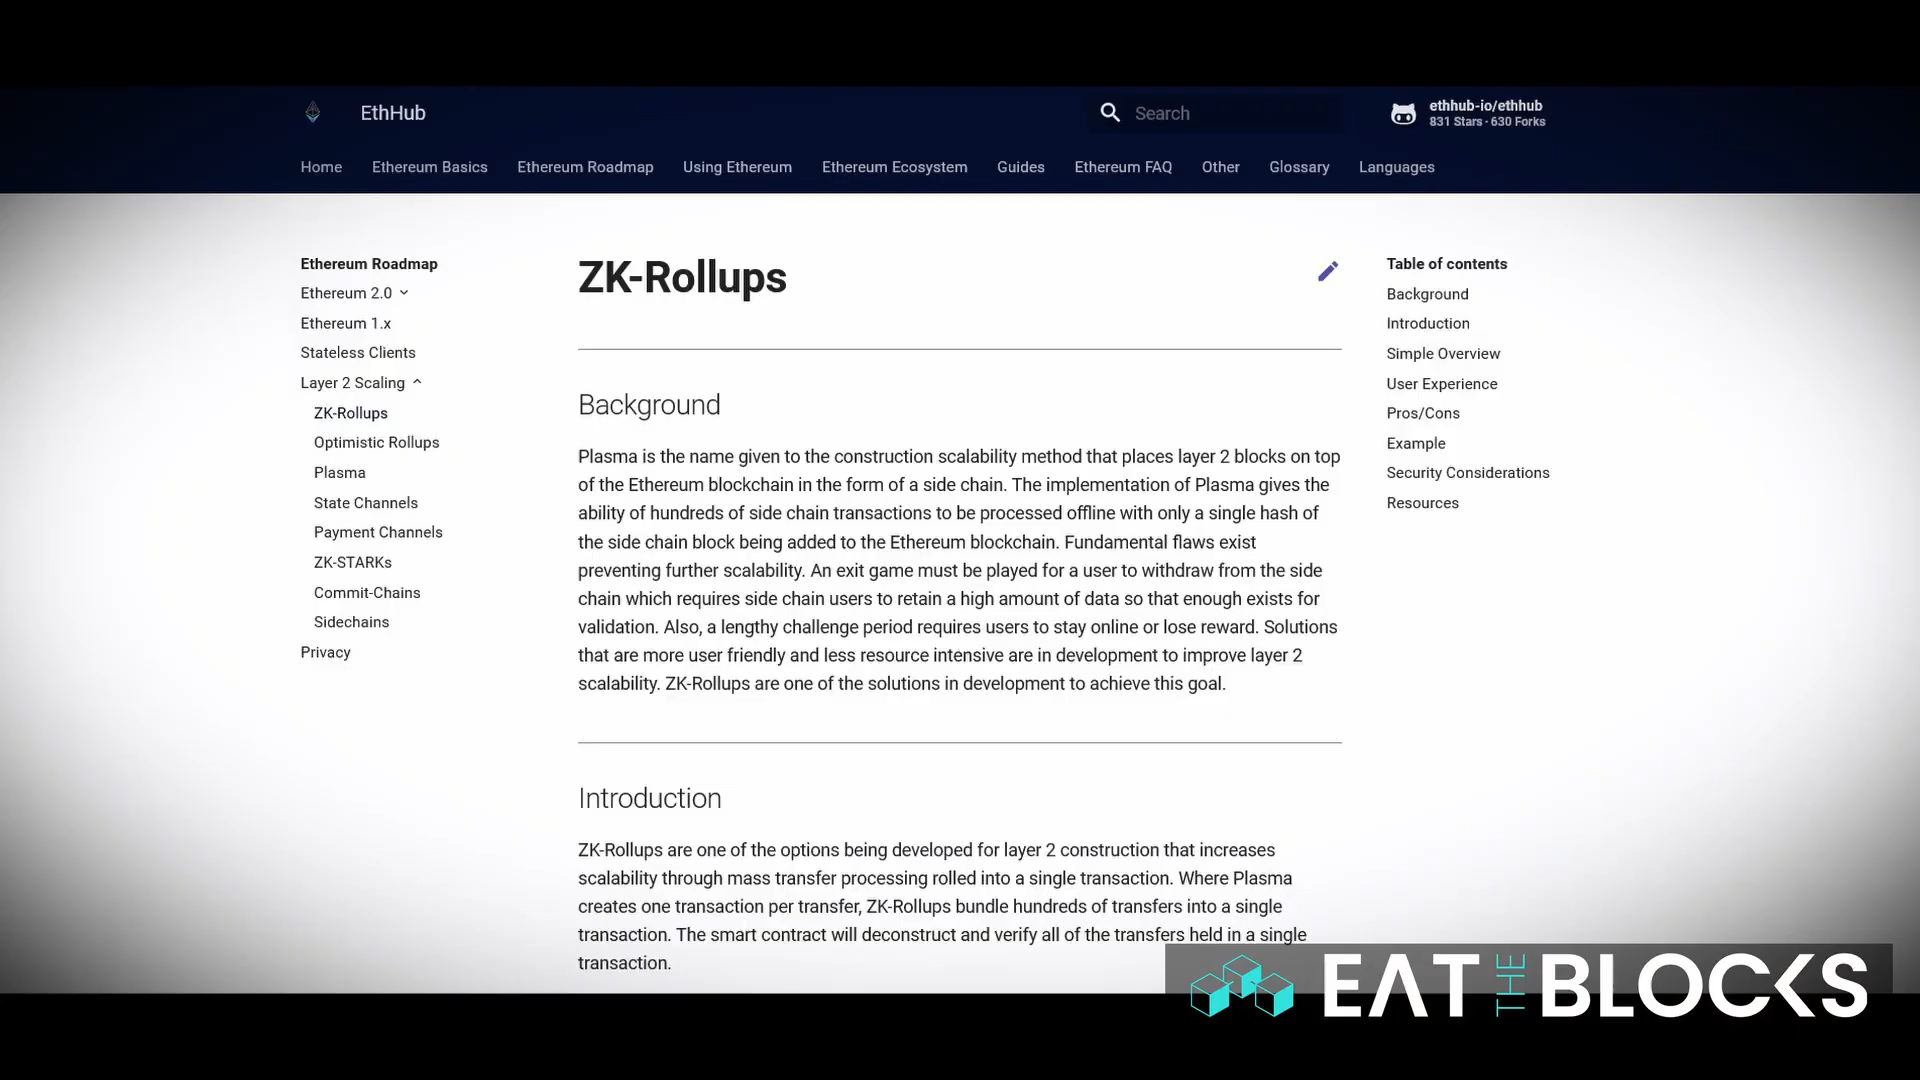 EthHub
Search
ethhub-io/ethhub
831 Stars · 630 Forks
Home
Ethereum Basics
Ethereum Roadmap
Using Ethereum
Ethereum Ecosystem
Guides
Ethereum FAQ
Other
Glossary
Languages
Ethereum Roadmap
Ethereum 2.0
Ethereum 1.x
Stateless Clients
Layer 2 Scaling
ZK-Rollups
Optimistic Rollups
Plasma
State Channels
Payment Channels
ZK-STARKs
Commit-Chains
Sidechains
Privacy
ZK-Rollups
Background
Plasma is the name given to the construction scalability method that places layer 2 blocks on top
of the Ethereum blockchain in the form of a side chain. The implementation of Plasma gives the
ability of hundreds of side chain transactions to be processed offline with only a single hash of
the side chain block being added to the Ethereum blockchain. Fundamental flaws exist
preventing further scalability. An exit game must be played for a user to withdraw from the side
chain which requires side chain users to retain a high amount of data so that enough exists for
validation. Also, a lengthy challenge period requires users to stay online or lose reward. Solutions
that are more user friendly and less resource intensive are in development to improve layer 2
scalability. ZK-Rollups are one of the solutions in development to achieve this goal.
Introduction
ZK-Rollups are one of the options being developed for layer 2 construction that increases
scalability through mass transfer processing rolled into a single transaction. Where Plasma
creates one transaction per transfer, ZK-Rollups bundle hundreds of transfers into a single
transaction. The smart contract will deconstruct and verify all of the transfers held in a single
transaction.
Table of contents
Background
Introduction
Simple Overview
User Experience
Pros/Cons
Example
Security Considerations
Resources
EAT THE BLOCKS